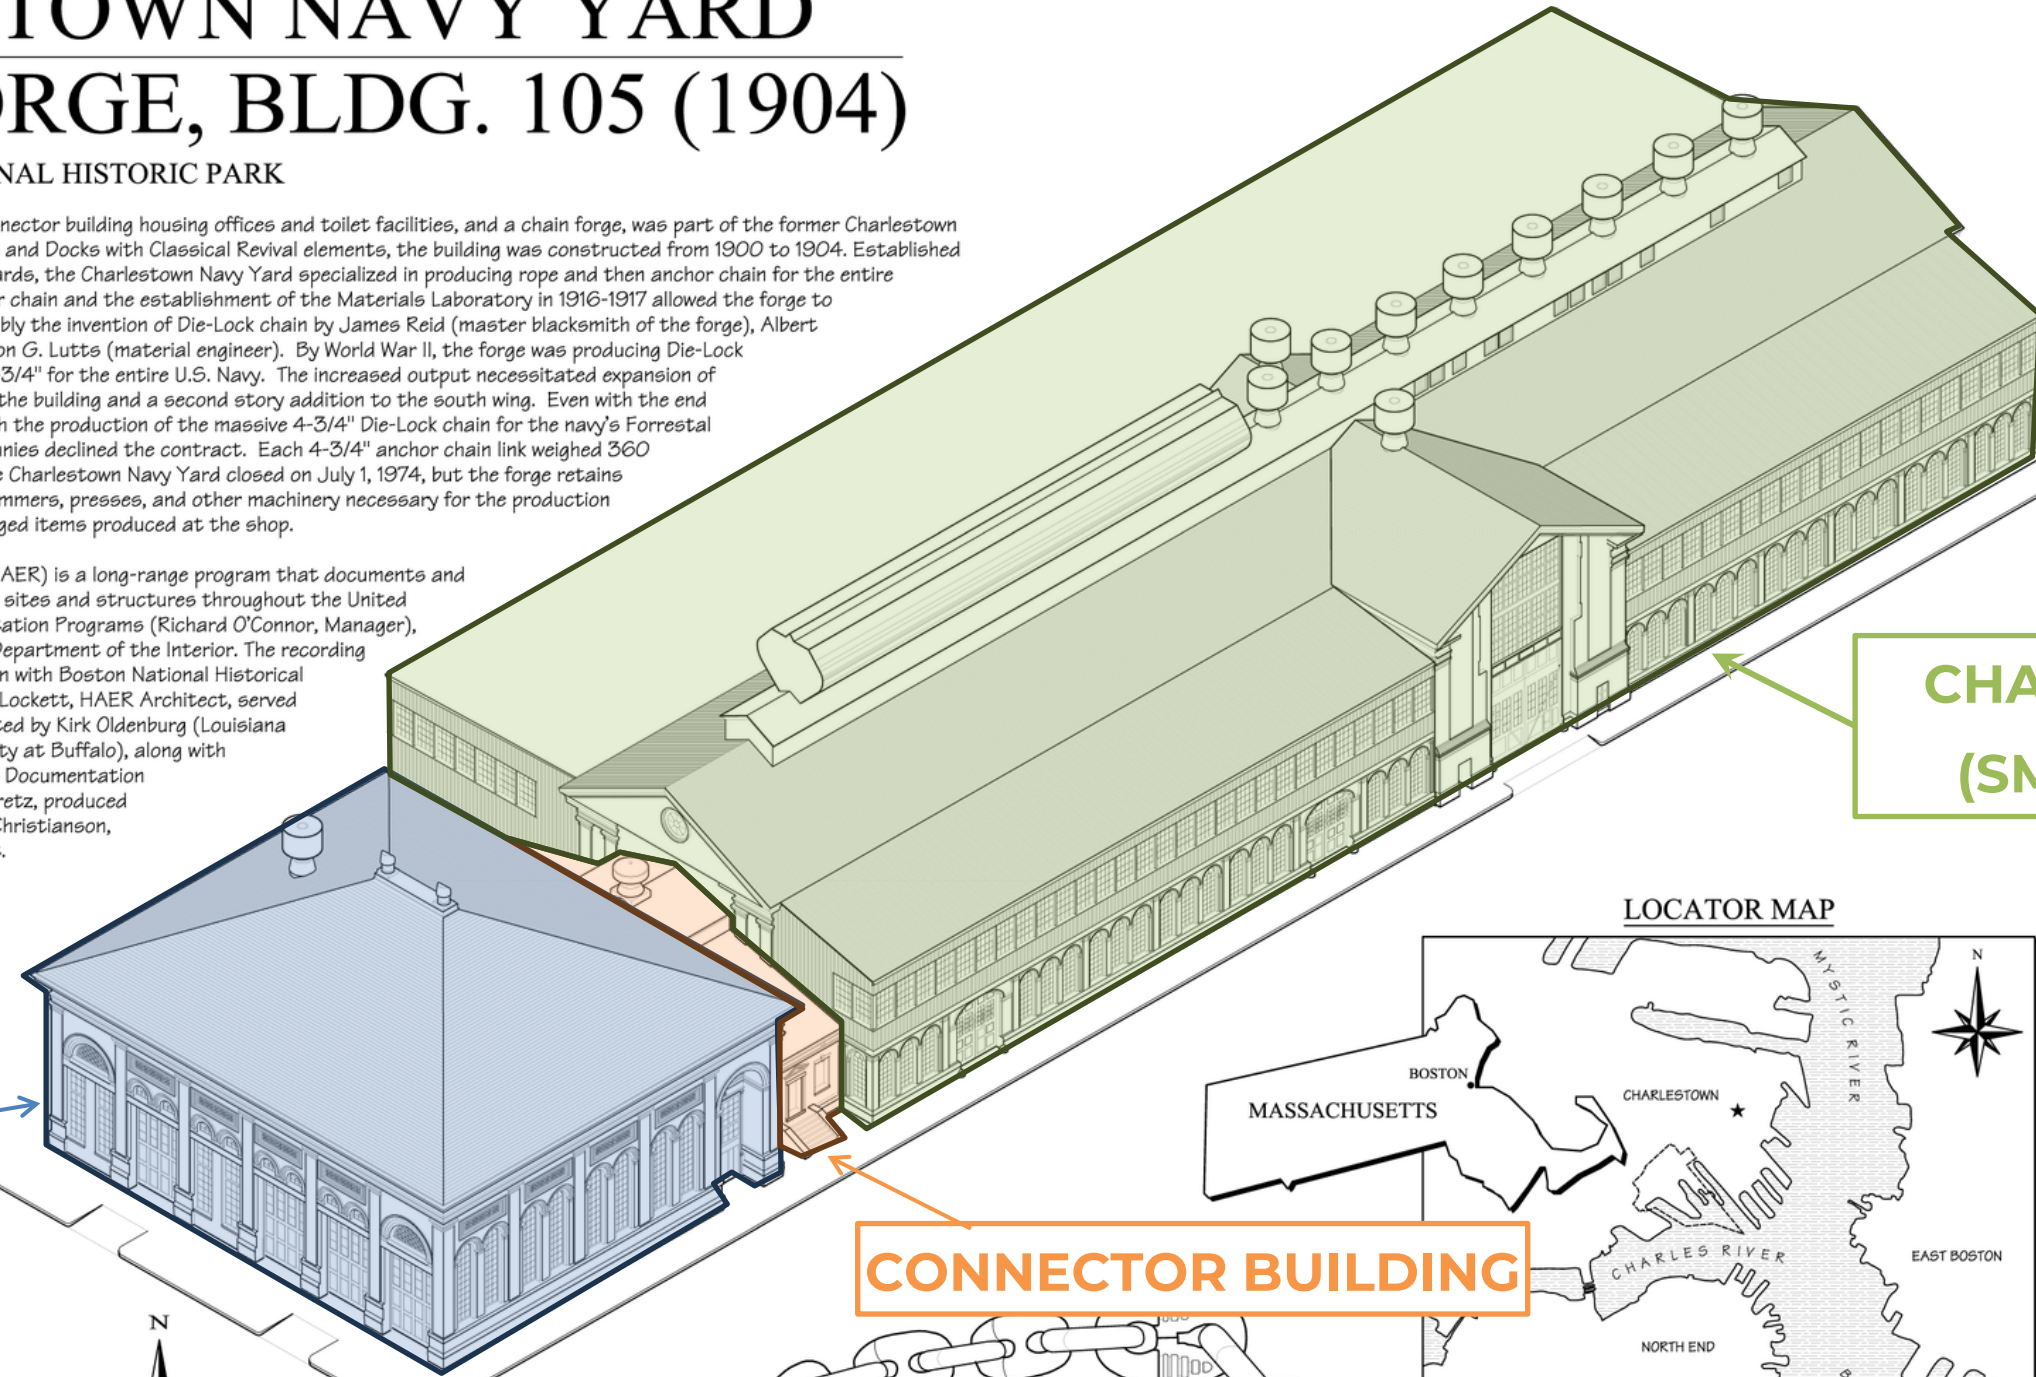 TOWN NAVY YARD
ORGE, BLDG. 105 (1904)
NAL HISTORIC PARK
nector building housing offices and toilet facilities, and a chain forge, was part of the former Charlestown
and Docks with Classical Revival elements, the building was constructed from 1900 to 1904. Established
ards, the Charlestown Navy Yard specialized in producing rope and then anchor chain for the entire
r chain and the establishment of the Materials Laboratory in 1916-1917 allowed the forge to
bly the invention of Die-Lock chain by James Reid (master blacksmith of the forge), Albert
on G. Lutts (material engineer). By World War II, the forge was producing Die-Lock
-3/4" for the entire U.S. Navy. The increased output necessitated expansion of
the building and a second story addition to the south wing. Even with the end
h the production of the massive 4-3/4" Die-Lock chain for the navy's Forrestal
nies declined the contract. Each 4-3/4" anchor chain link weighed 360
e Charlestown Navy Yard closed on July 1, 1974, but the forge retains
mmers, presses, and other machinery necessary for the production
ged items produced at the shop.
AER) is a long-range program that documents and
sites and structures throughout the United
ation Programs (Richard O'Connor, Manager),
Department of the Interior. The recording
n with Boston National Historical
Lockett, HAER Architect, served
ted by Kirk Oldenburg (Louisiana
ty at Buffalo), along with
Documentation
retz, produced
Christianson,
CHA
(SM
CONNECTOR BUILDING
LOCATOR MAP
N
MYSTIC RIVER
BOSTON
MASSACHUSETTS
CHARLESTOWN
CHARLES RIVER
EAST BOSTON
NORTH END
N